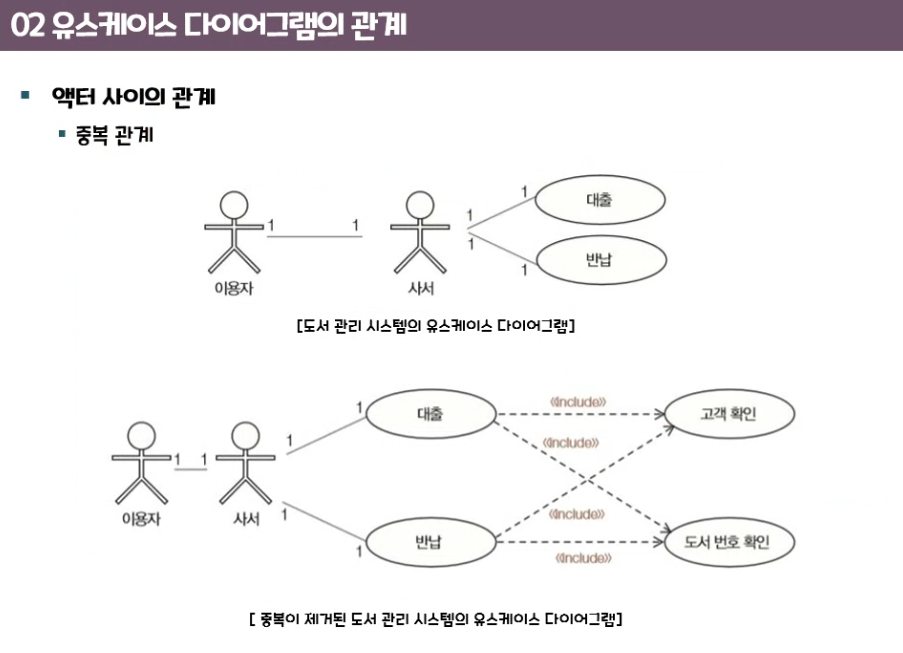 02 유스케이스 다이어그램의 관계
액터 사이의 관계
중복 관계
1 1 1 1 대출
1 1 반납
이용자 사서
[도서 관리 시스템의 유스케이스 다이어그램]
1 1 대출 «include» 고객 확인
«include»
1 1
이용자 사서 1 «include»
1 반납 «include» 도서 번호 확인
[ 중복이 제거된 도서 관리 시스템의 유스케이스 다이어그램]